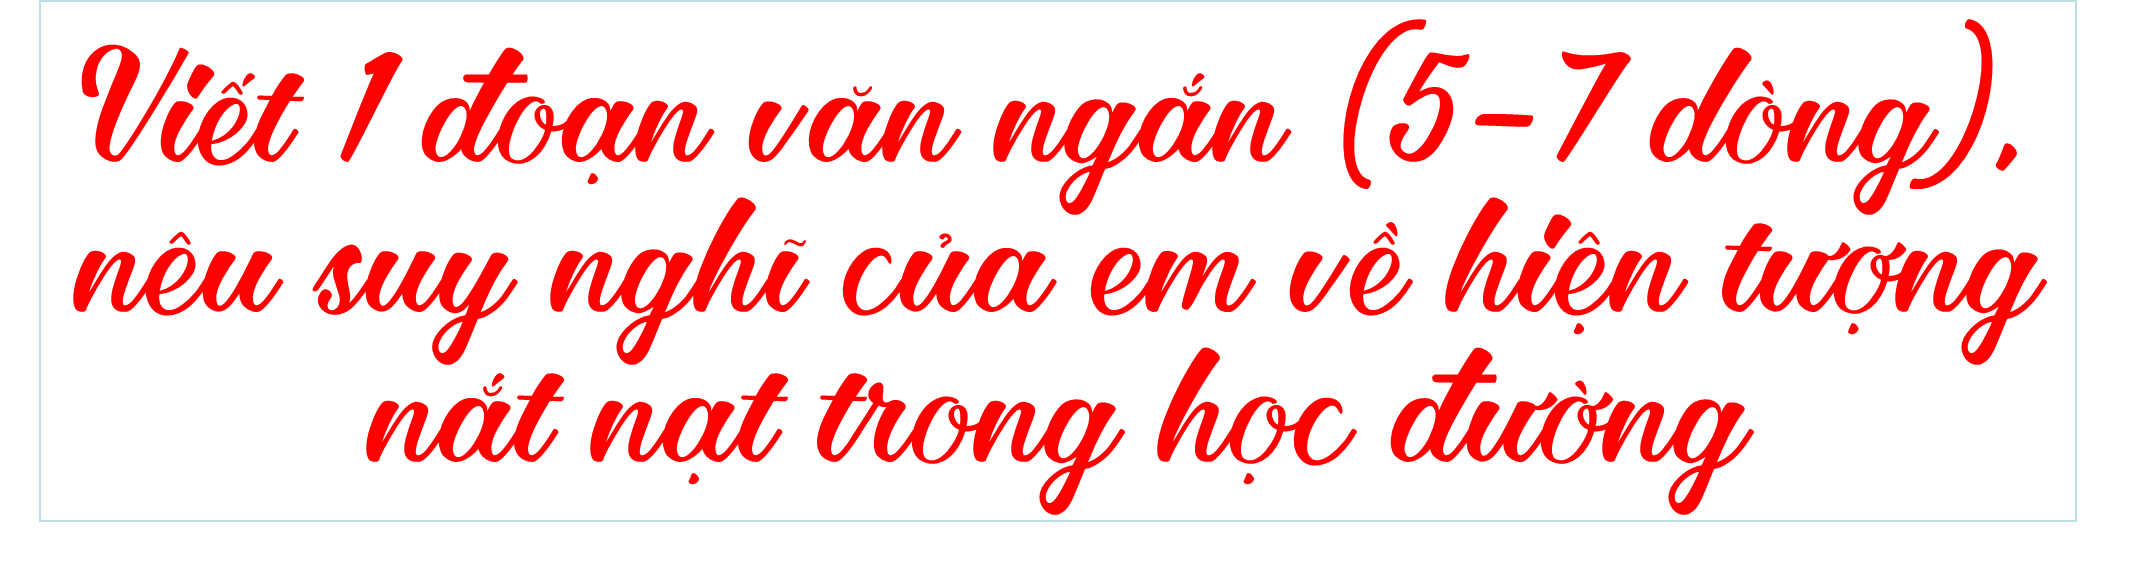 Viết 1 đoạn văn ngắn (5-7 dòng),
nêu suy nghĩ của em về hiện tượng
nắt nạt trong học đường